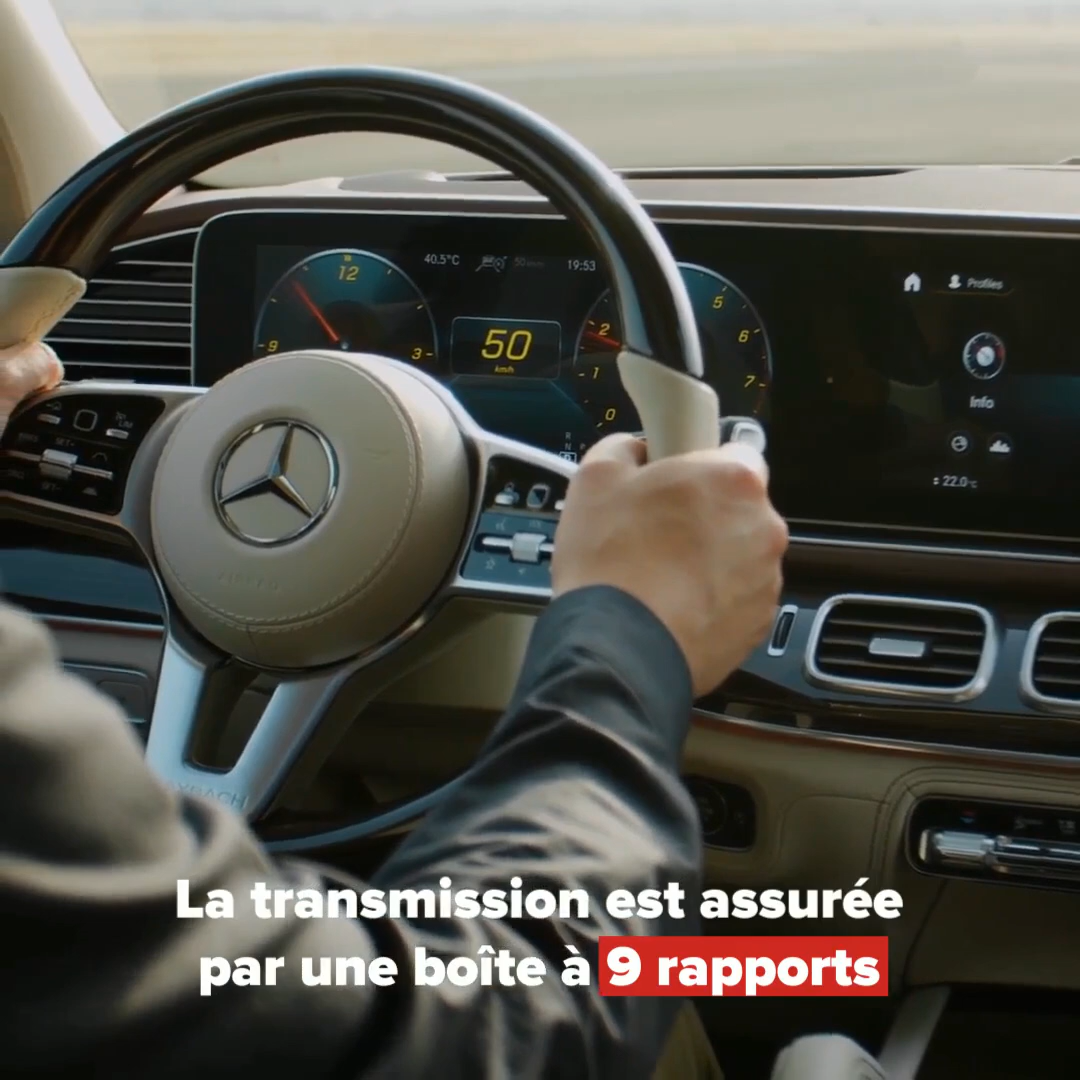 40.5°C
19:53
12
9
3
50
km/h
5
2
6
1
7
0
R
N
P
Profiles
Info
22.0°C
La transmission est assurée
par une boîte à 9 rapports